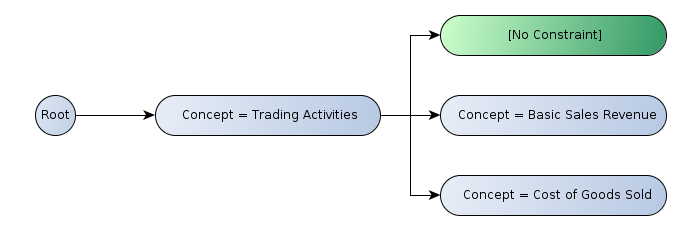 [No Constraint]
Root
Concept = Trading Activities
Concept = Basic Sales Revenue
Concept = Cost of Goods Sold